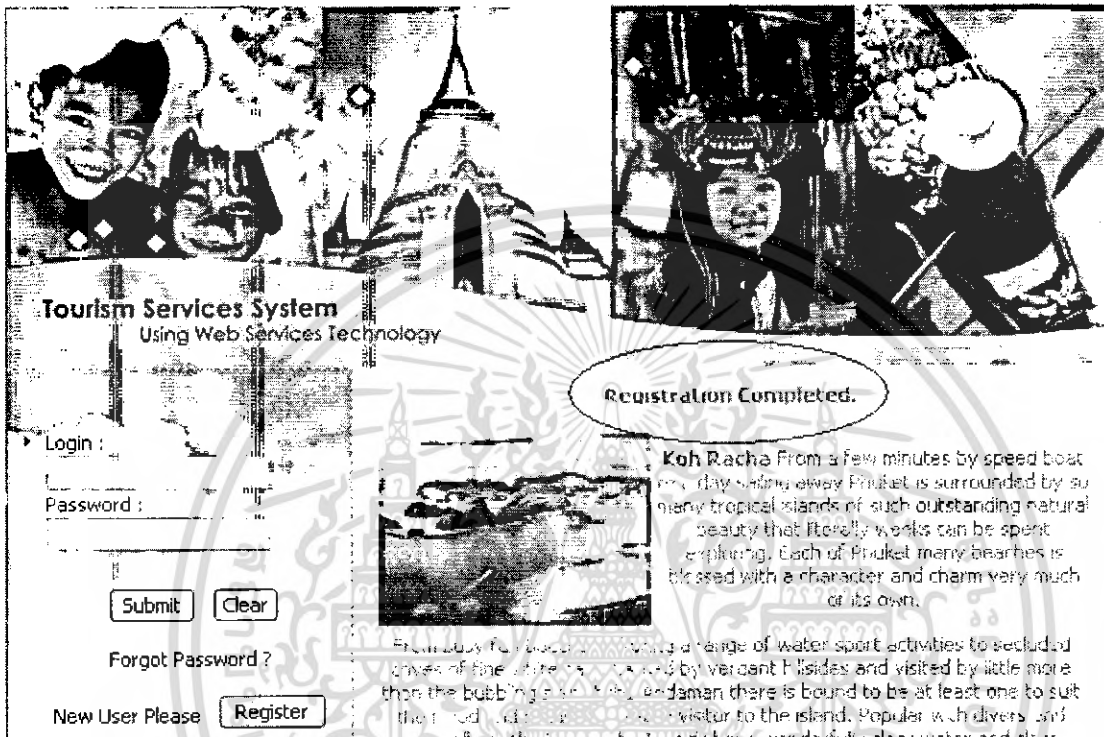 Tourism Services System
Using Web Services Technology
Registration Completed.
Login :
Password :
Submit Clear
Forgot Password ?
New User Please Register
Koh Racha From a few minutes by speed boat
day sailing away Phuket is surrounded by so
many tropical islands of such outstanding natural
beauty that literally weeks can be spent
exploring. Each of Phuket many beaches is
blessed with a character and charm very much
of its own.
a range of water sport activities to secluded
coves of fine white by verdant hillsides and visited by little more
than the bubbling Andaman there is bound to be at least one to suit
visitor to the island. Popular with divers and